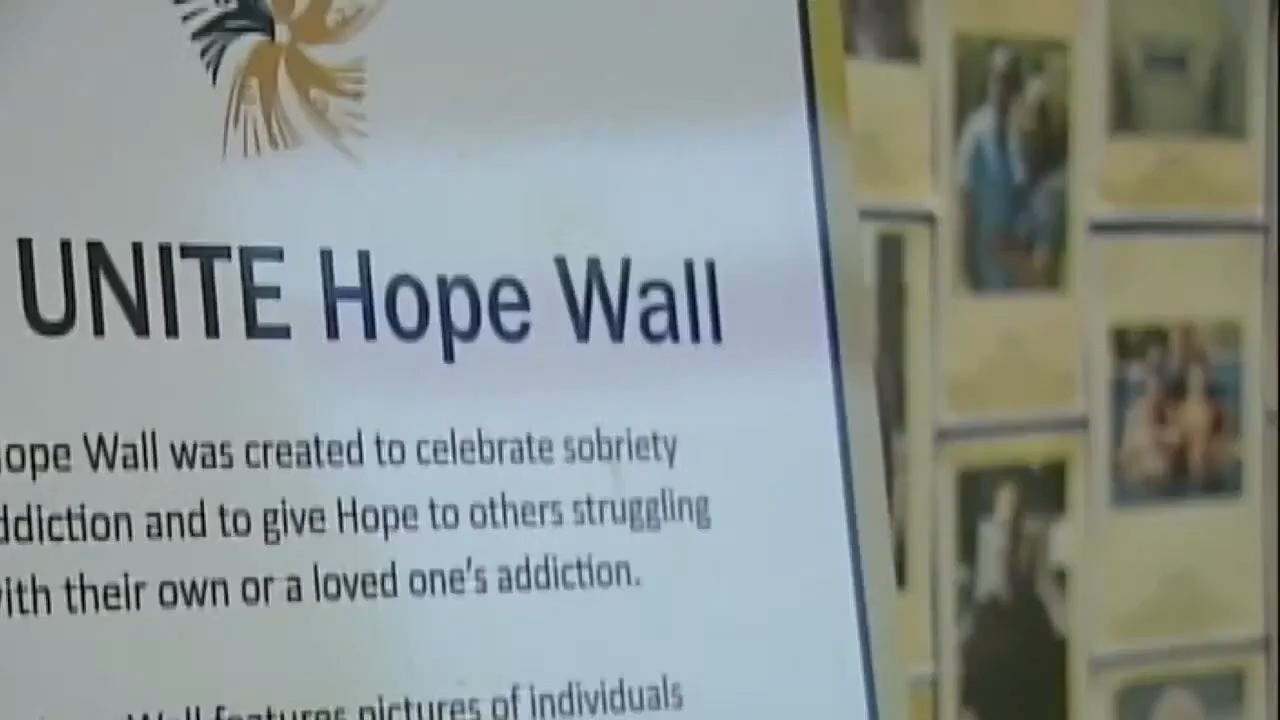 UNITE Hope Wall
ope Wall was created to celebrate sobriety
ddiction and to give Hope to others struggling
ith their own or a loved one's addiction.
Wall features pictures of individuals